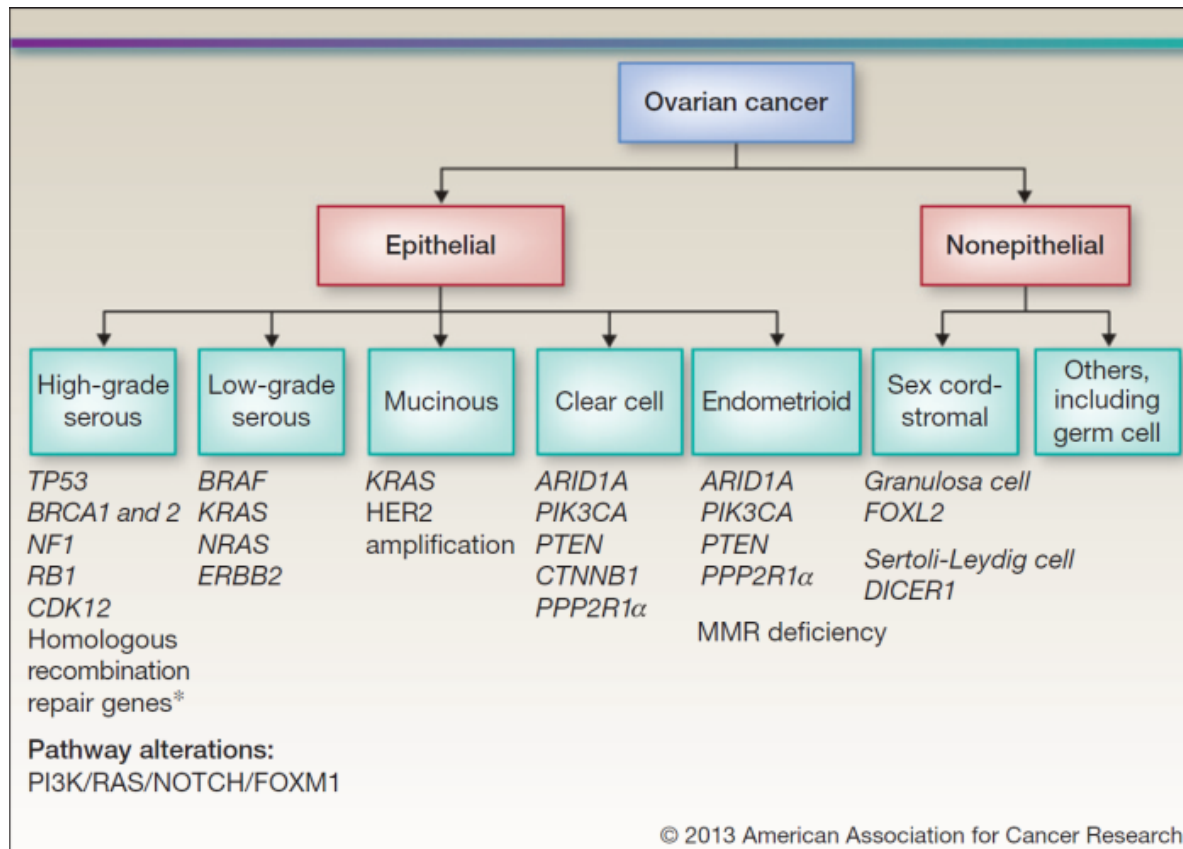 Ovarian cancer
Epithelial
Nonepithelial
High-grade
serous
Low-grade
serous
Mucinous
Clear cell
Endometrioid
Sex cord-
stromal
Others,
including
germ cell
TP53
BRCA1 and 2
NF1
RB1
CDK12
Homologous
recombination
repair genes*
BRAF
KRAS
NRAS
ERBB2
KRAS
HER2
amplification
ARID1A
PIK3CA
PTEN
CTNNB1
PPP2R1α
ARID1A
PIK3CA
PTEN
PPP2R1α
MMR deficiency
Granulosa cell
FOXL2
Sertoli-Leydig cell
DICER1
Pathway alterations:
PI3K/RAS/NOTCH/FOXM1
© 2013 American Association for Cancer Research